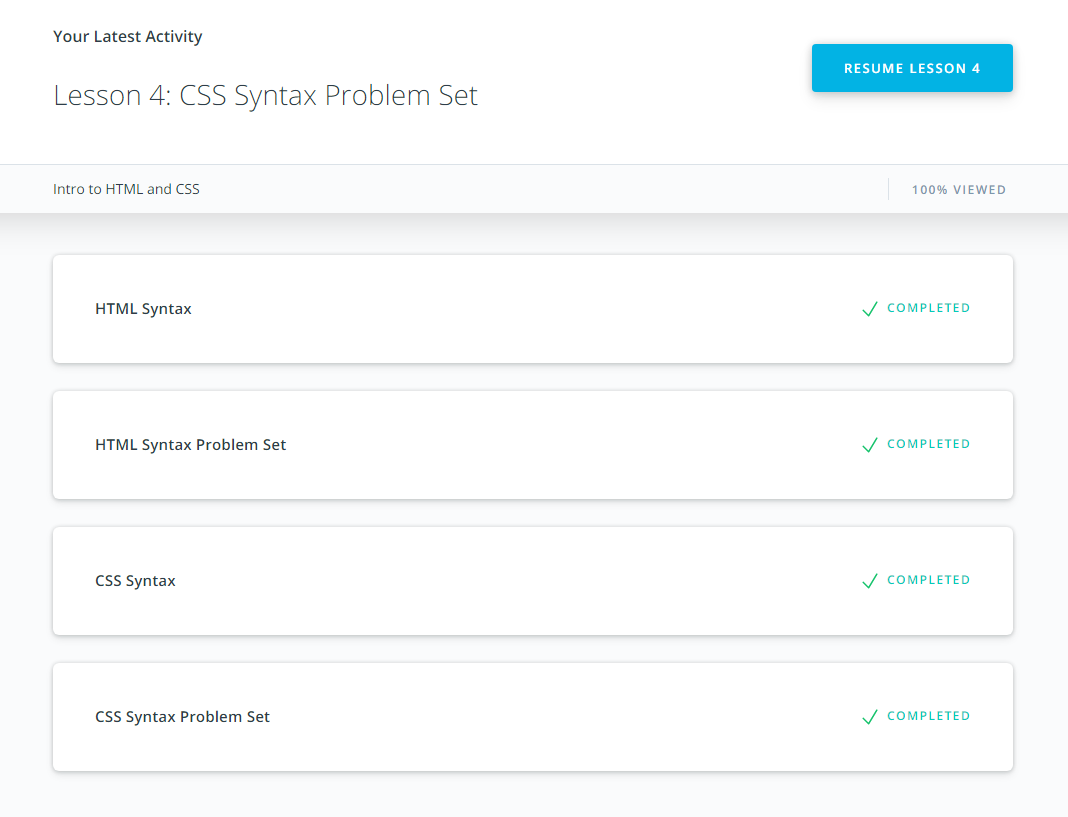 Your Latest Activity
RESUME LESSON 4
Lesson 4: CSS Syntax Problem Set
Intro to HTML and CSS
100% VIEWED
HTML Syntax
COMPLETED
HTML Syntax Problem Set
COMPLETED
CSS Syntax
COMPLETED
CSS Syntax Problem Set
COMPLETED